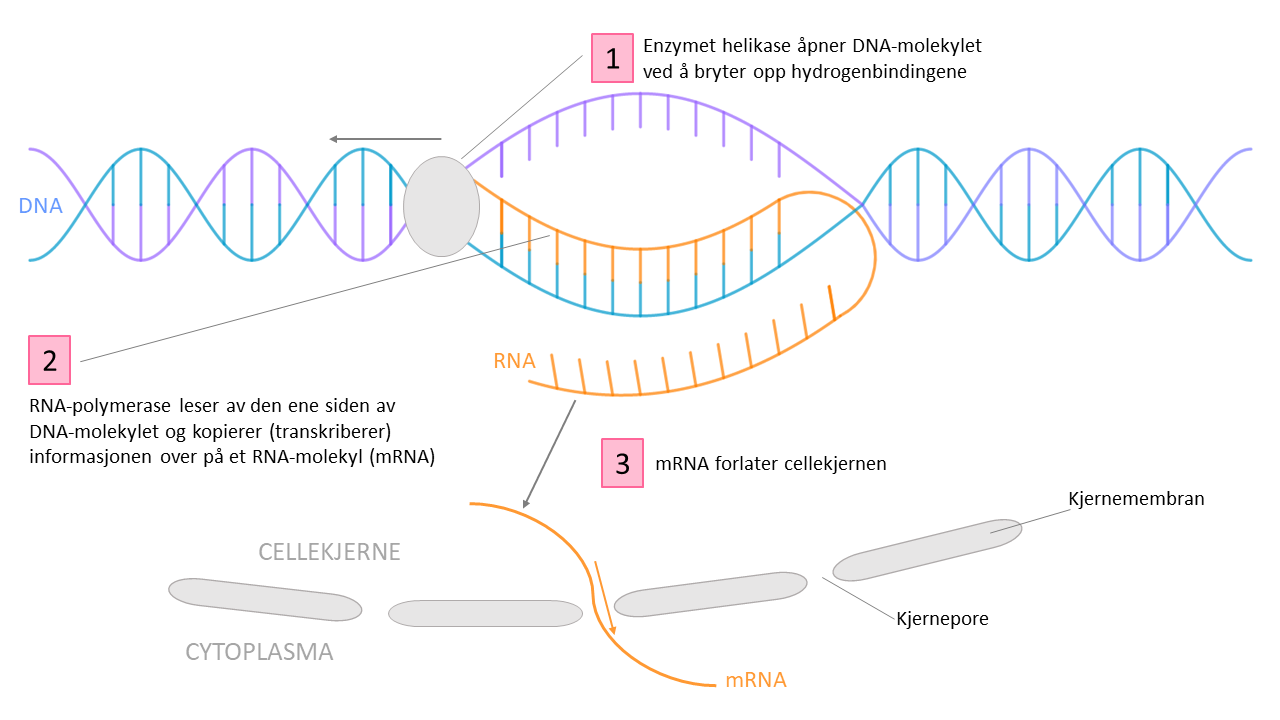 1
Enzymet helikase åpner DNA-molekylet
ved å bryter opp hydrogenbindingene
DNA
2
RNA-polymerase leser av den ene siden av
DNA-molekylet og kopierer (transkriberer)
informasjonen over på et RNA-molekyl (mRNA)
RNA
3
mRNA forlater cellekjernen
Kjernemembran
CELLEKJERNE
Kjernepore
CYTOPLASMA
mRNA